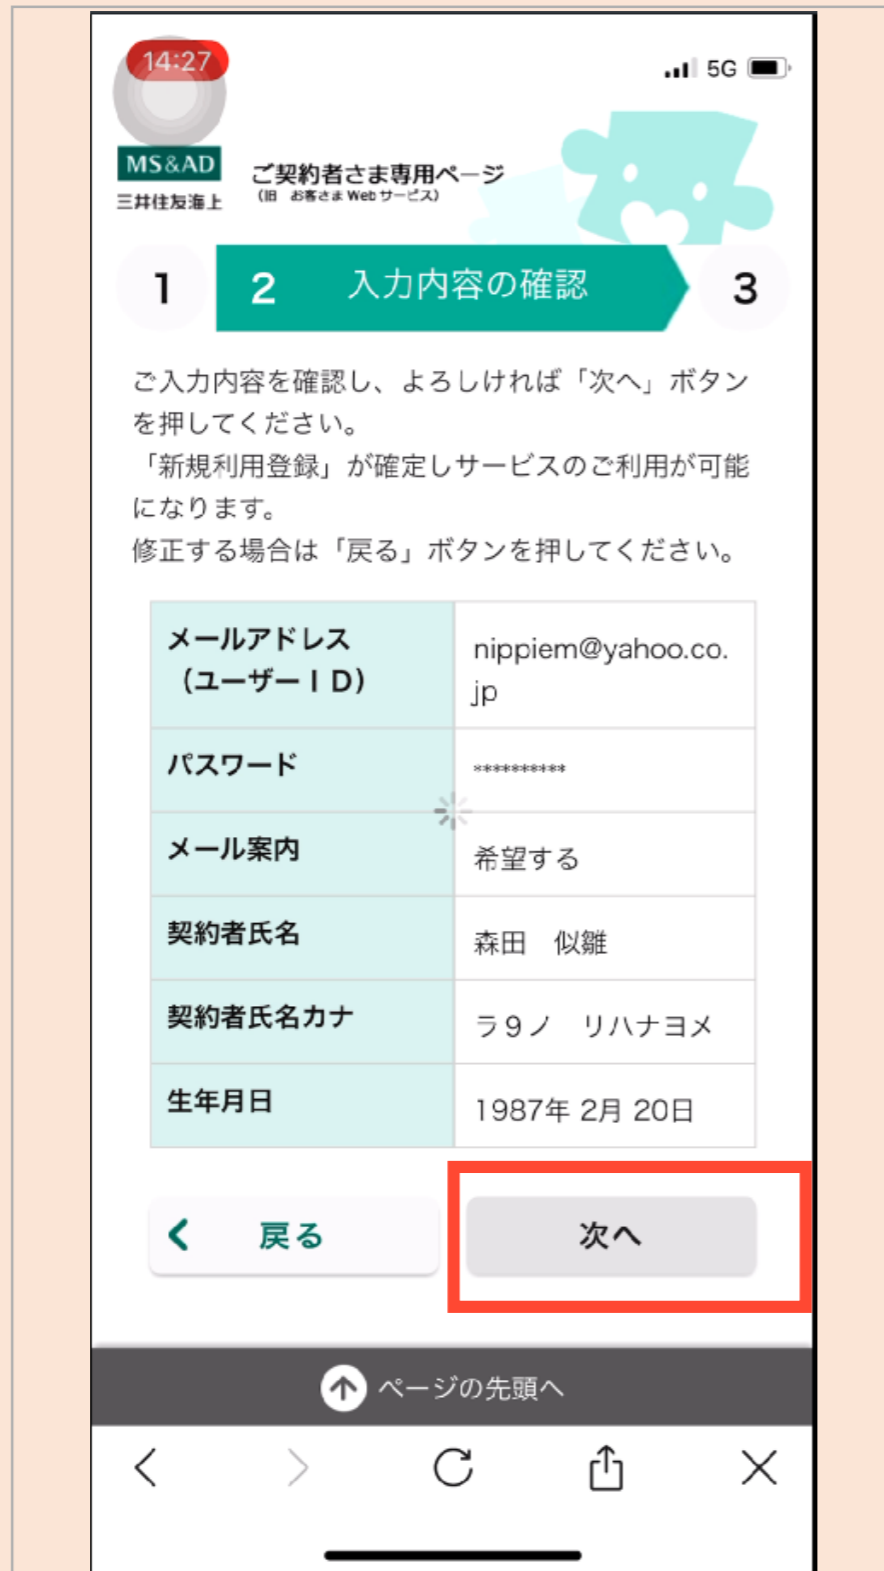 14:27
5G
MS&AD
三井住友海上
ご契約者さま専用ページ
(旧 お客さま Web サービス)
1
2 入力内容の確認
3
ご入力内容を確認し、よろしければ「次へ」ボタン
を押してください。
「新規利用登録」が確定しサービスのご利用が可能
になります。
修正する場合は「戻る」ボタンを押してください。
メールアドレス
（ユーザーＩＤ）
nippiem@yahoo.co.
jp
パスワード
**********
メール案内
希望する
契約者氏名
森田 似雛
契約者氏名カナ
ラ９ノ リハナヨメ
生年月日
1987年 2月 20日
戻る
次へ
ページの先頭へ